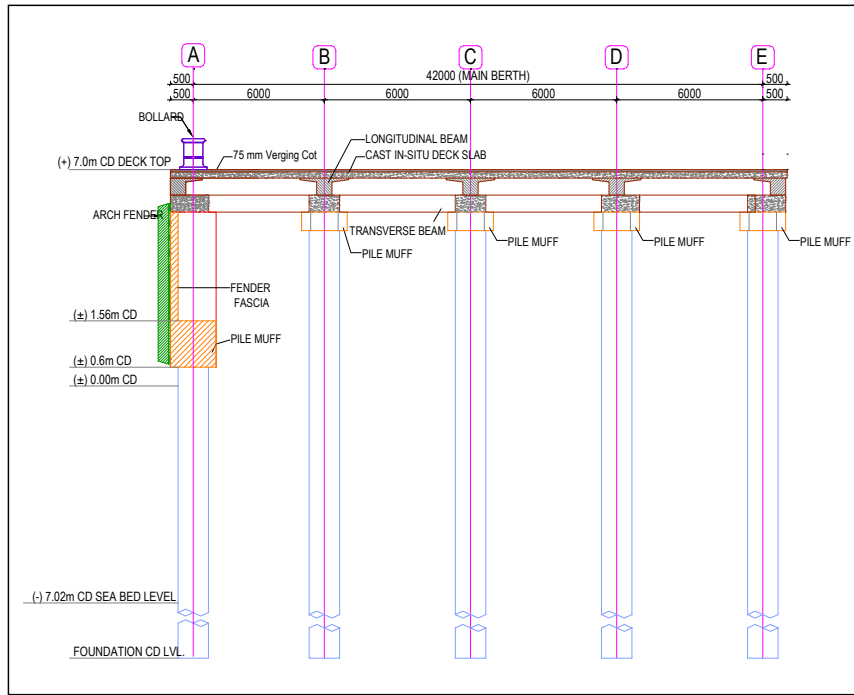 A B C D E
500 42000 (MAIN BERTH) 500
500 6000 6000 6000 6000 500
BOLLARD
LONGITUDINAL BEAM
75 mm Verging Cot
CAST IN-SITU DECK SLAB
(+) 7.0m CD DECK TOP
ARCH FENDER
TRANSVERSE BEAM
PILE MUFF
PILE MUFF
PILE MUFF
PILE MUFF
FENDER
FASCIA
(±) 1.56m CD
PILE MUFF
(±) 0.6m CD
(±) 0.00m CD
(-) 7.02m CD SEA BED LEVEL
FOUNDATION CD LVL.